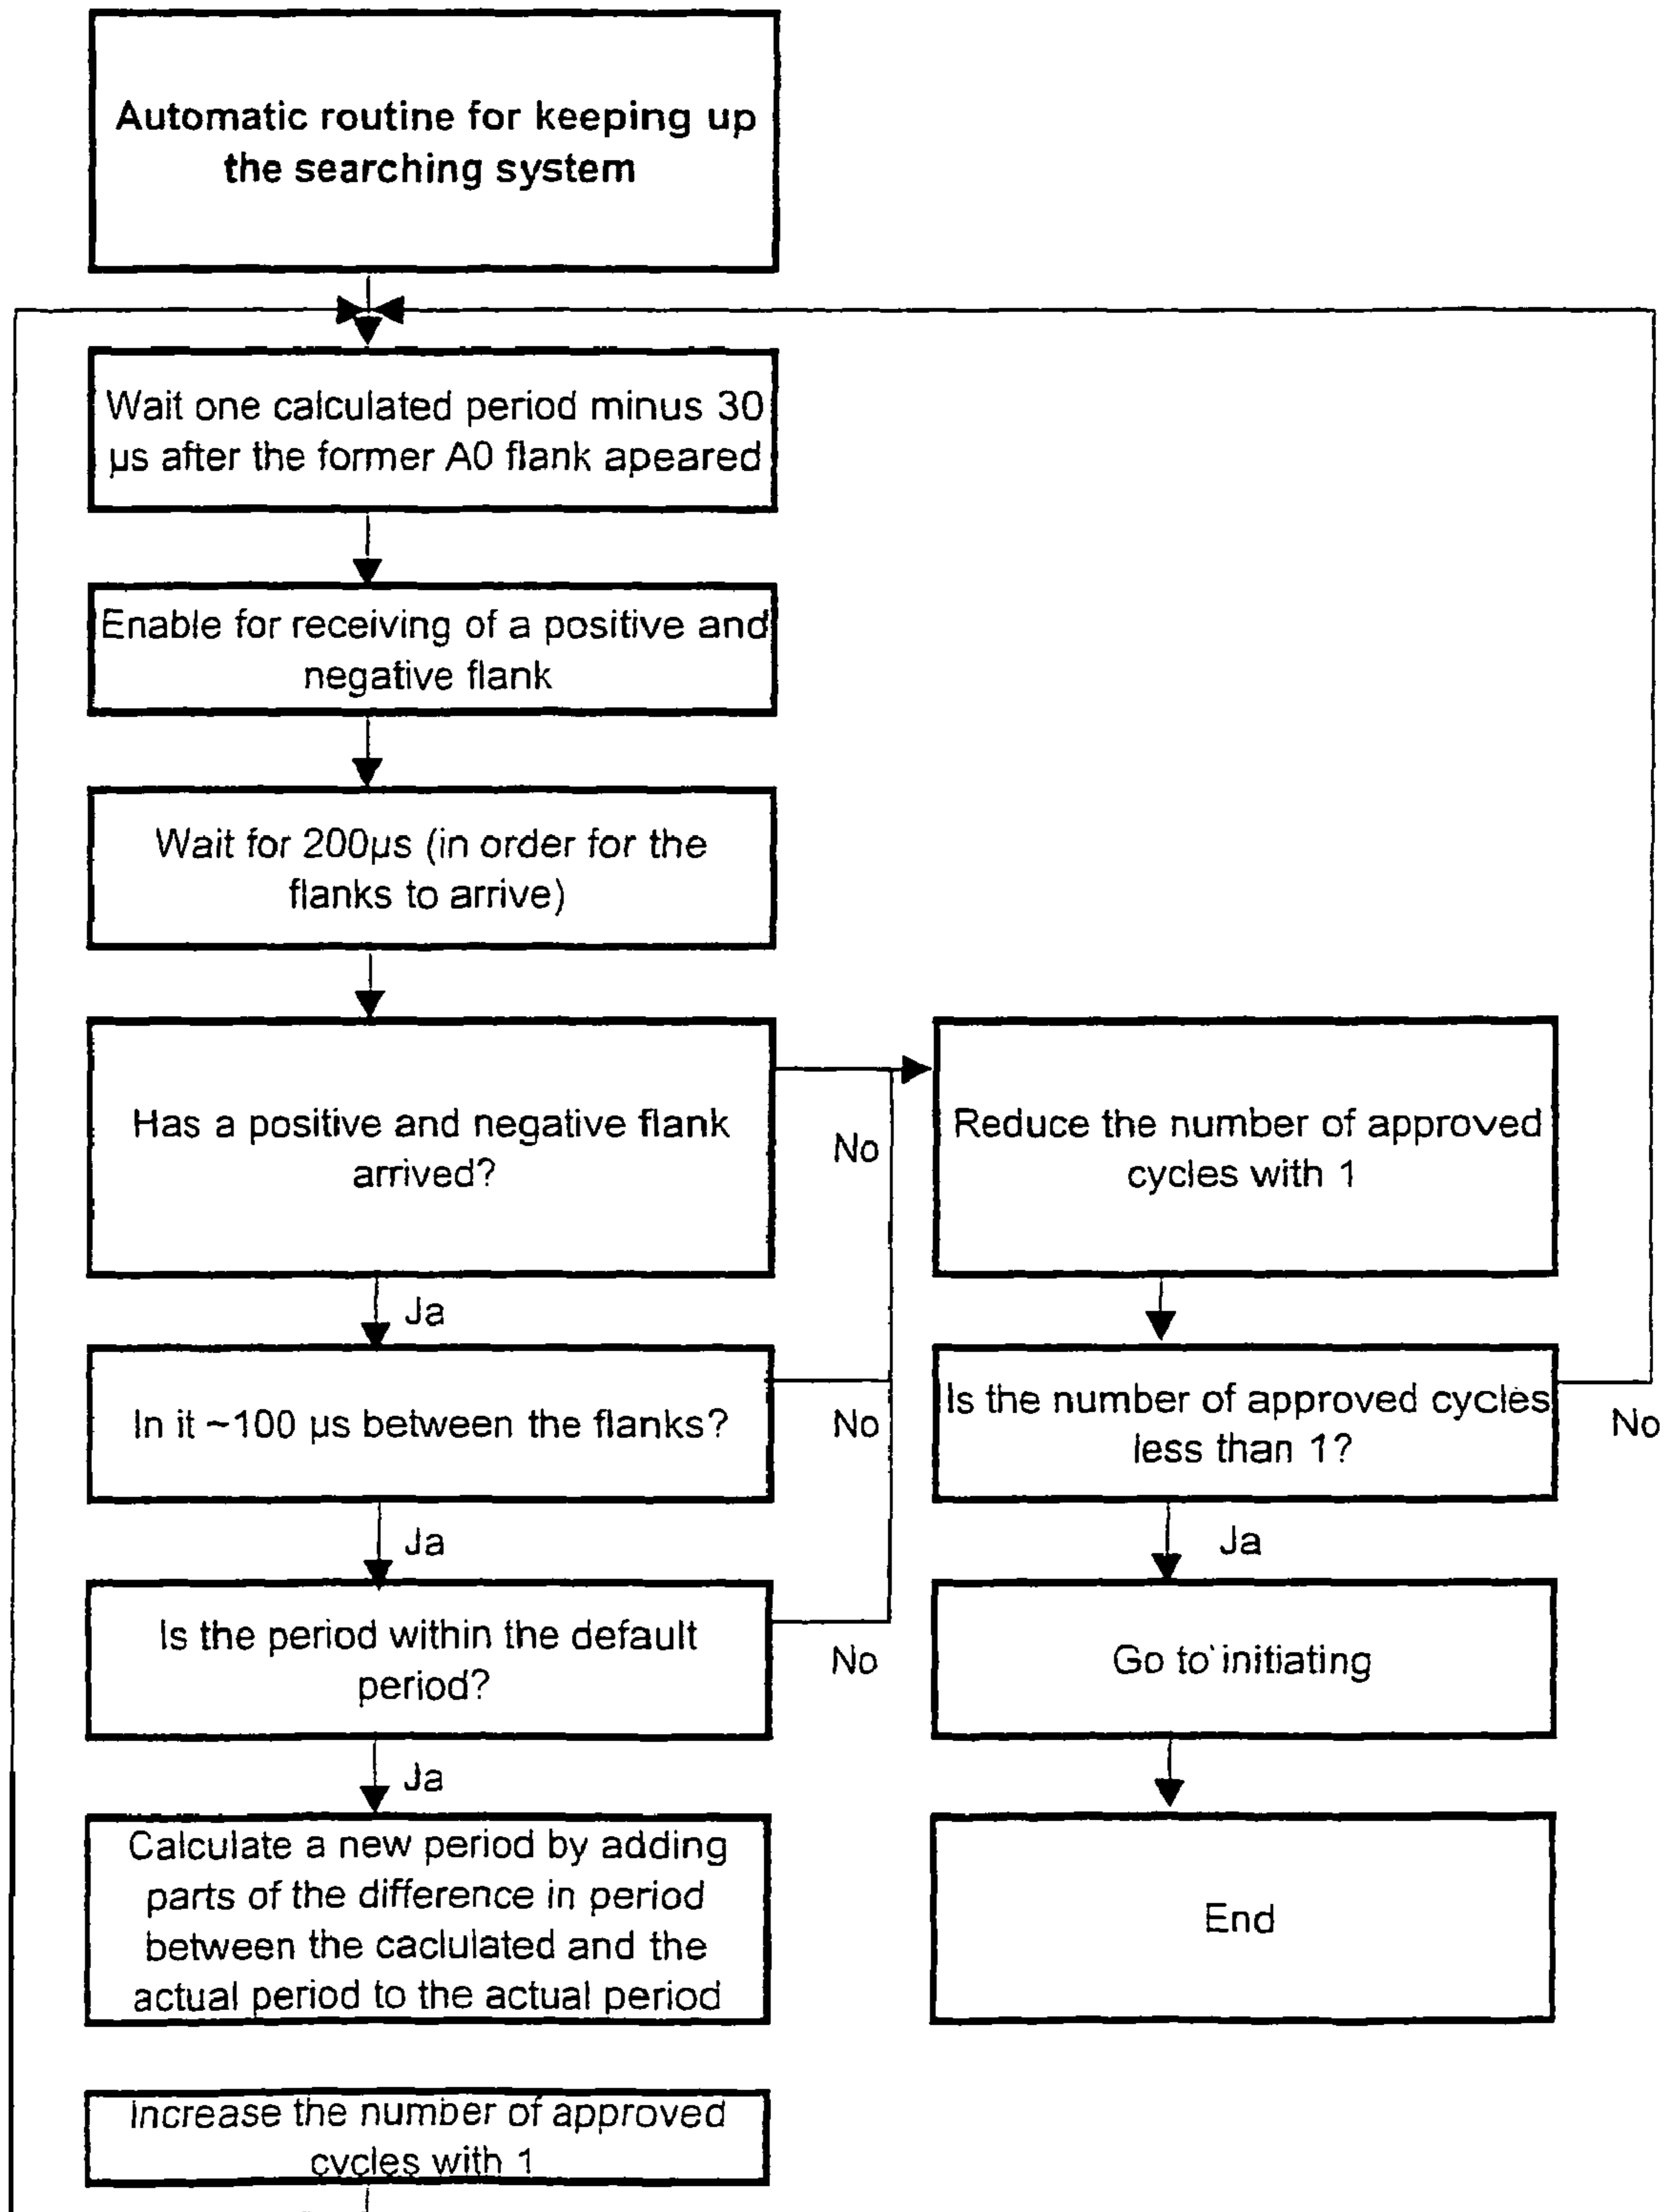 Automatic routine for keeping up
the searching system
Wait one calculated period minus 30
µs after the former A0 flank apeared
Enable for receiving of a positive and
negative flank
Wait for 200µs (in order for the
flanks to arrive)
Has a positive and negative flank
arrived?
No
Reduce the number of approved
cycles with 1
Ja
In it ~100 µs between the flanks?
No
Is the number of approved cycles
less than 1?
No
Ja
Ja
Is the period within the default
period?
No
Go to initiating
Ja
Calculate a new period by adding
parts of the difference in period
between the caclulated and the
actual period to the actual period
End
Increase the number of approved
cycles with 1